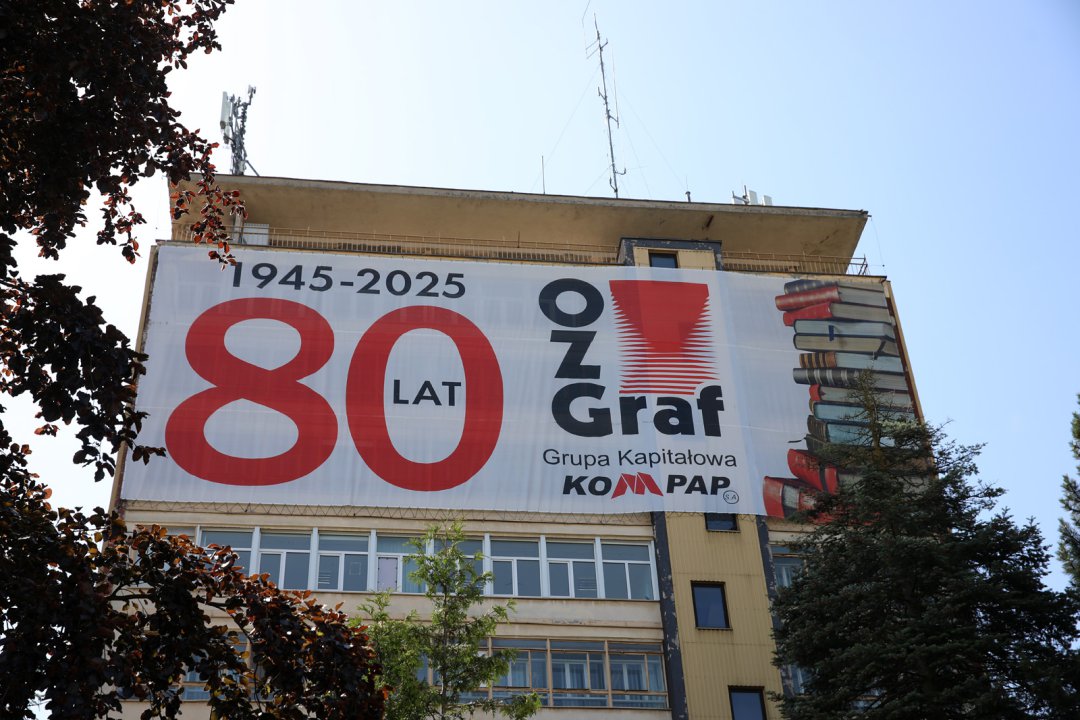 1945-2025
80
LAT
OZ
Graf
Grupa Kapitałowa
KOMPAP S.A